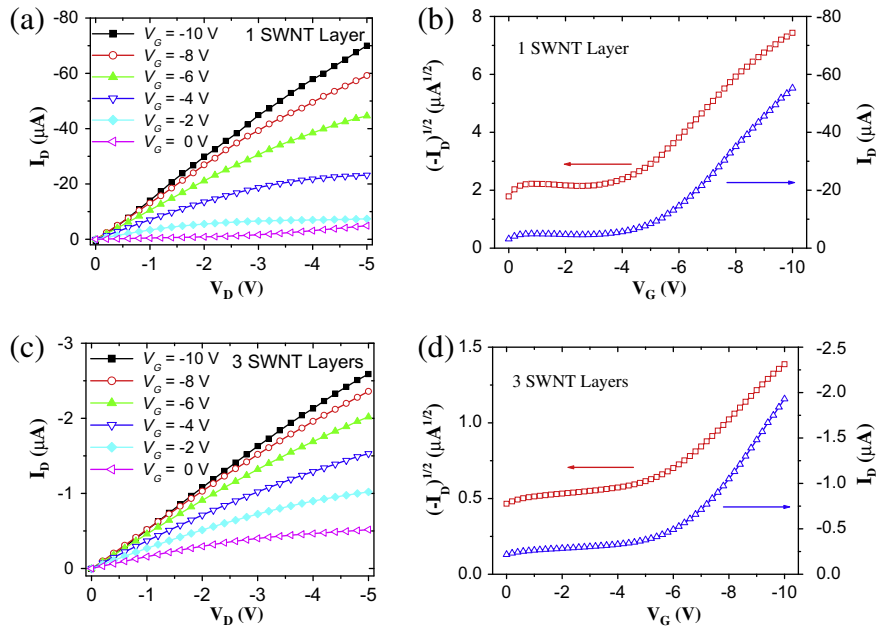 (a)
1 SWNT Layer
V_G = -10 V
V_G = -8 V
V_G = -6 V
V_G = -4 V
V_G = -2 V
V_G = 0 V
I_D (μA)
-80
-60
-40
-20
0
0 -1 -2 -3 -4 -5
V_D (V)
(b)
1 SWNT Layer
(-I_D)^1/2 (μA^1/2)
8
6
4
2
0
0 -2 -4 -6 -8 -10
V_G (V)
-80
-60
-40
-20
0
I_D (μA)
(c)
3 SWNT Layers
V_G = -10 V
V_G = -8 V
V_G = -6 V
V_G = -4 V
V_G = -2 V
V_G = 0 V
I_D (μA)
-3
-2
-1
0
0 -1 -2 -3 -4 -5
V_D (V)
(d)
3 SWNT Layers
(-I_D)^1/2 (μA^1/2)
1.5
1.0
0.5
0.0
0 -2 -4 -6 -8 -10
V_G (V)
-2.5
-2.0
-1.5
-1.0
-0.5
0.0
I_D (μA)